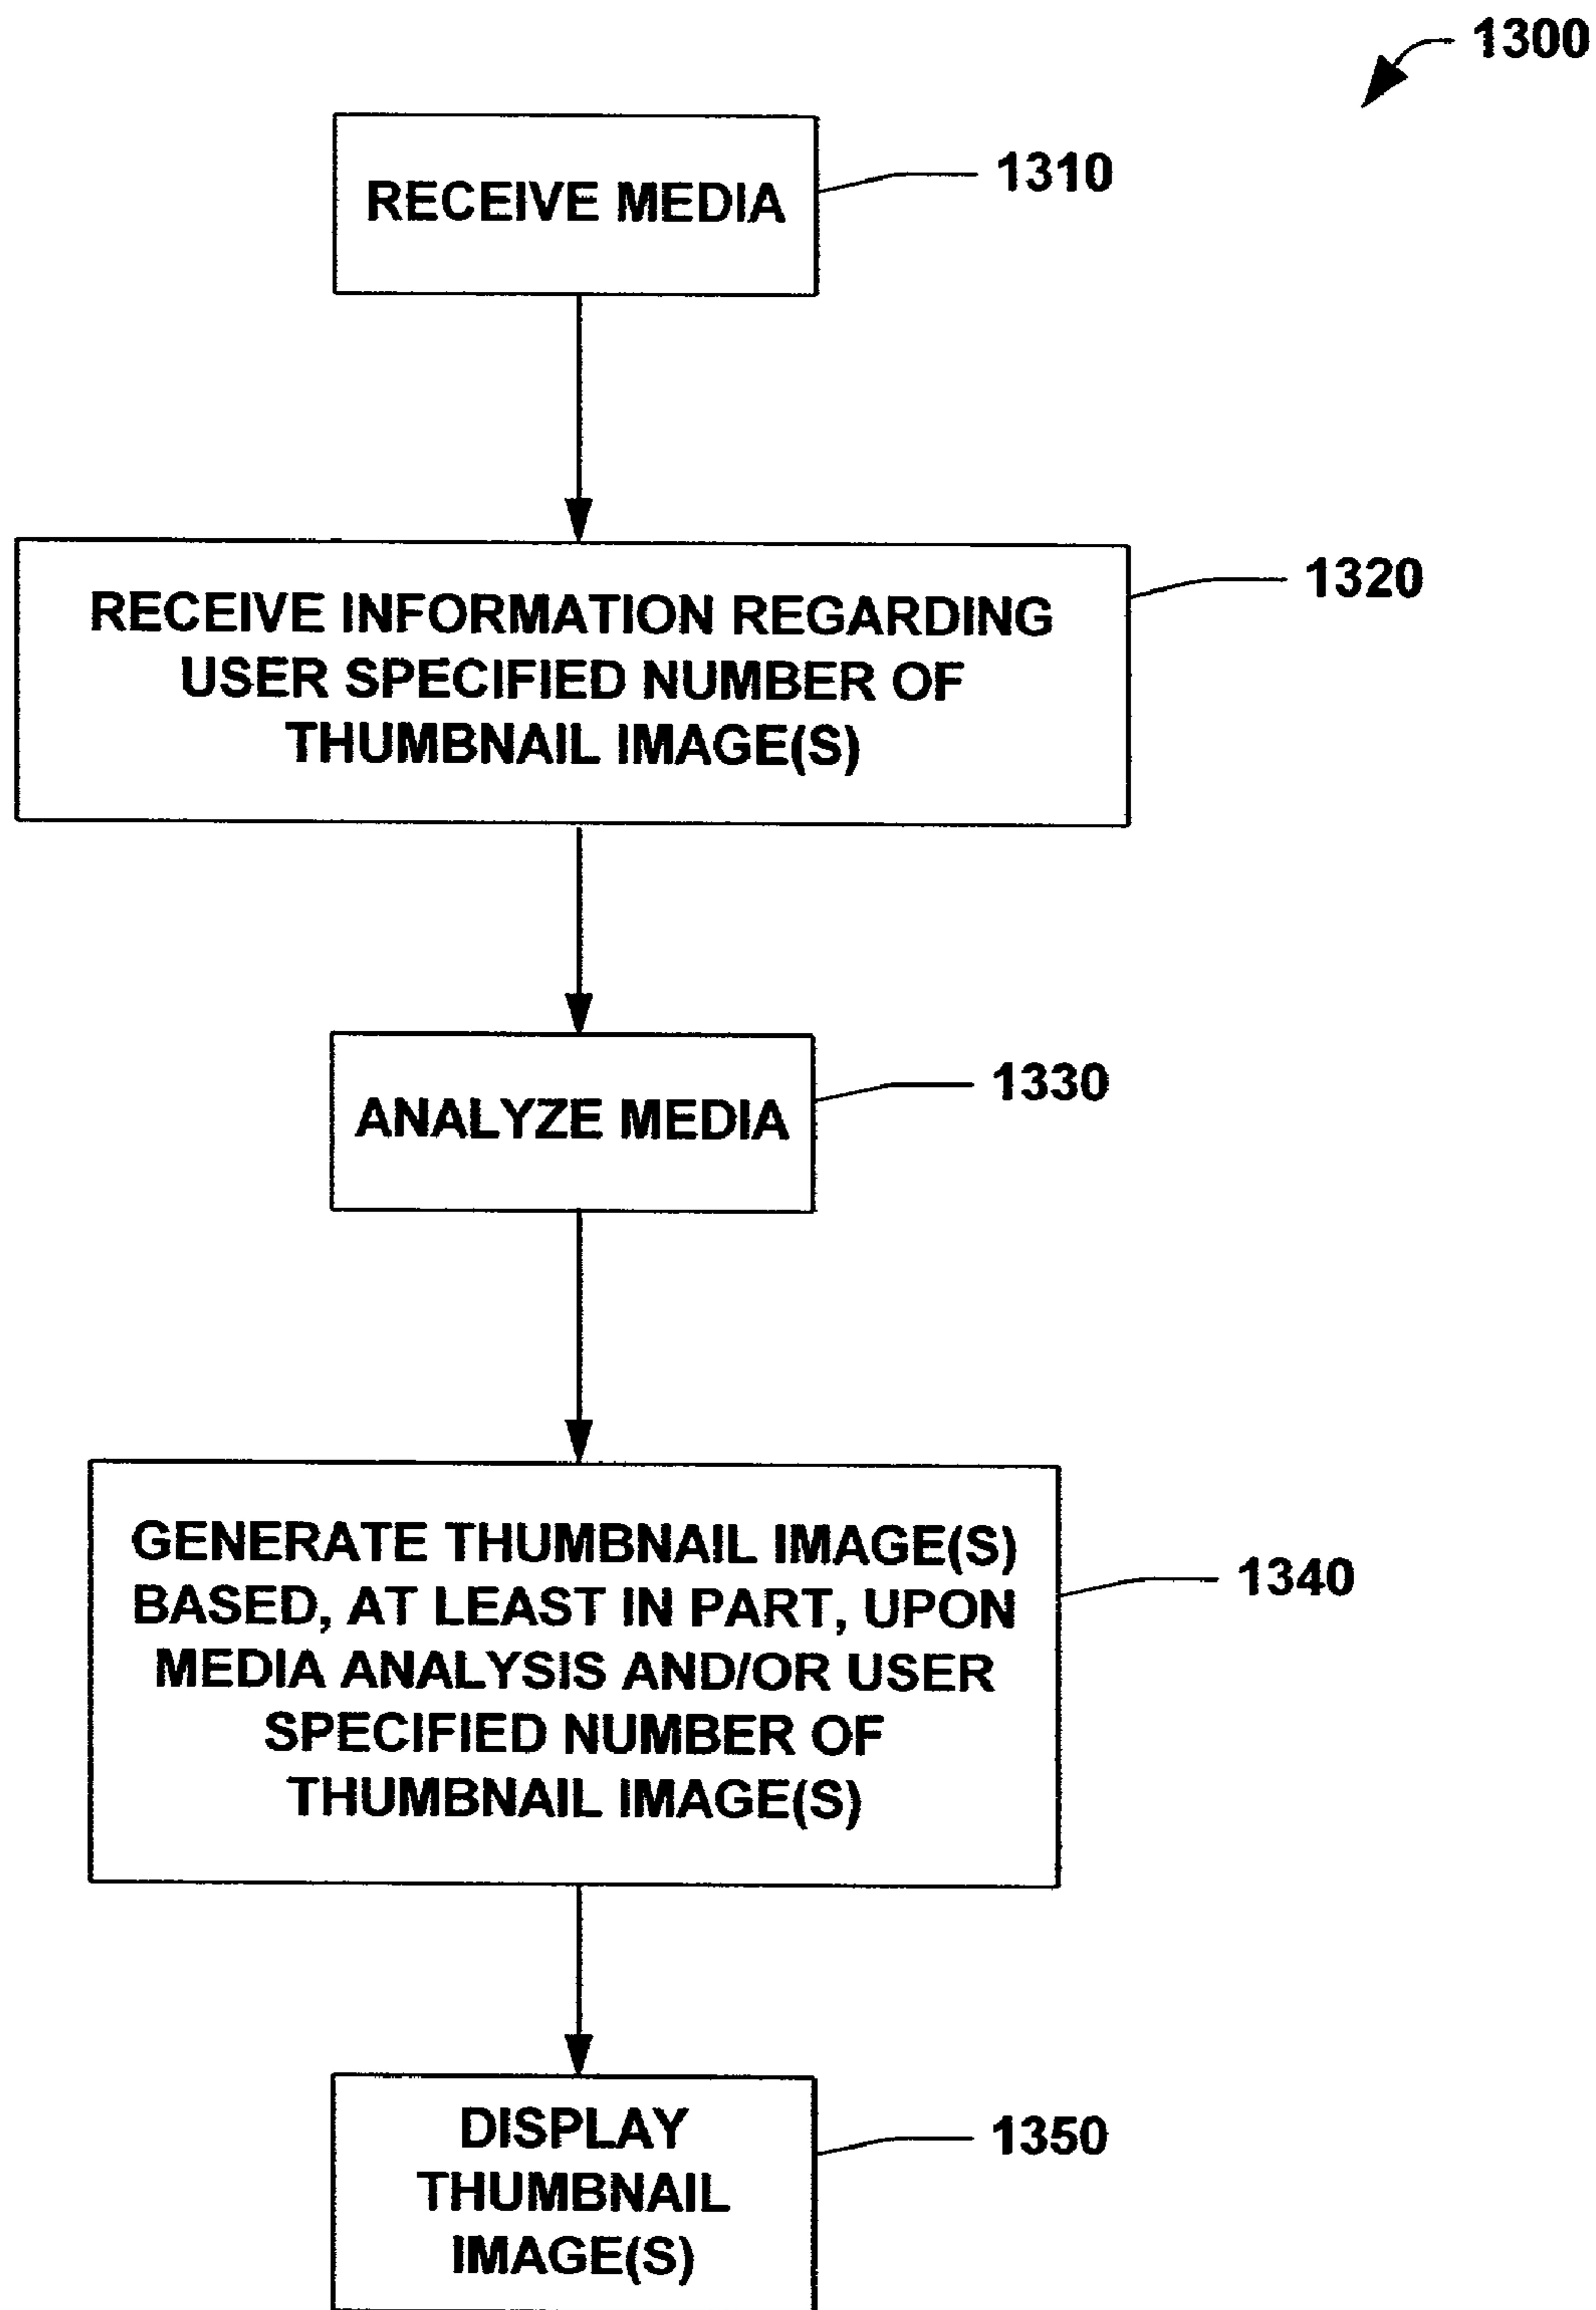 1300
RECEIVE MEDIA
1310
RECEIVE INFORMATION REGARDING
USER SPECIFIED NUMBER OF
THUMBNAIL IMAGE(S)
1320
ANALYZE MEDIA
1330
GENERATE THUMBNAIL IMAGE(S)
BASED, AT LEAST IN PART, UPON
MEDIA ANALYSIS AND/OR USER
SPECIFIED NUMBER OF
THUMBNAIL IMAGE(S)
1340
DISPLAY
THUMBNAIL
IMAGE(S)
1350